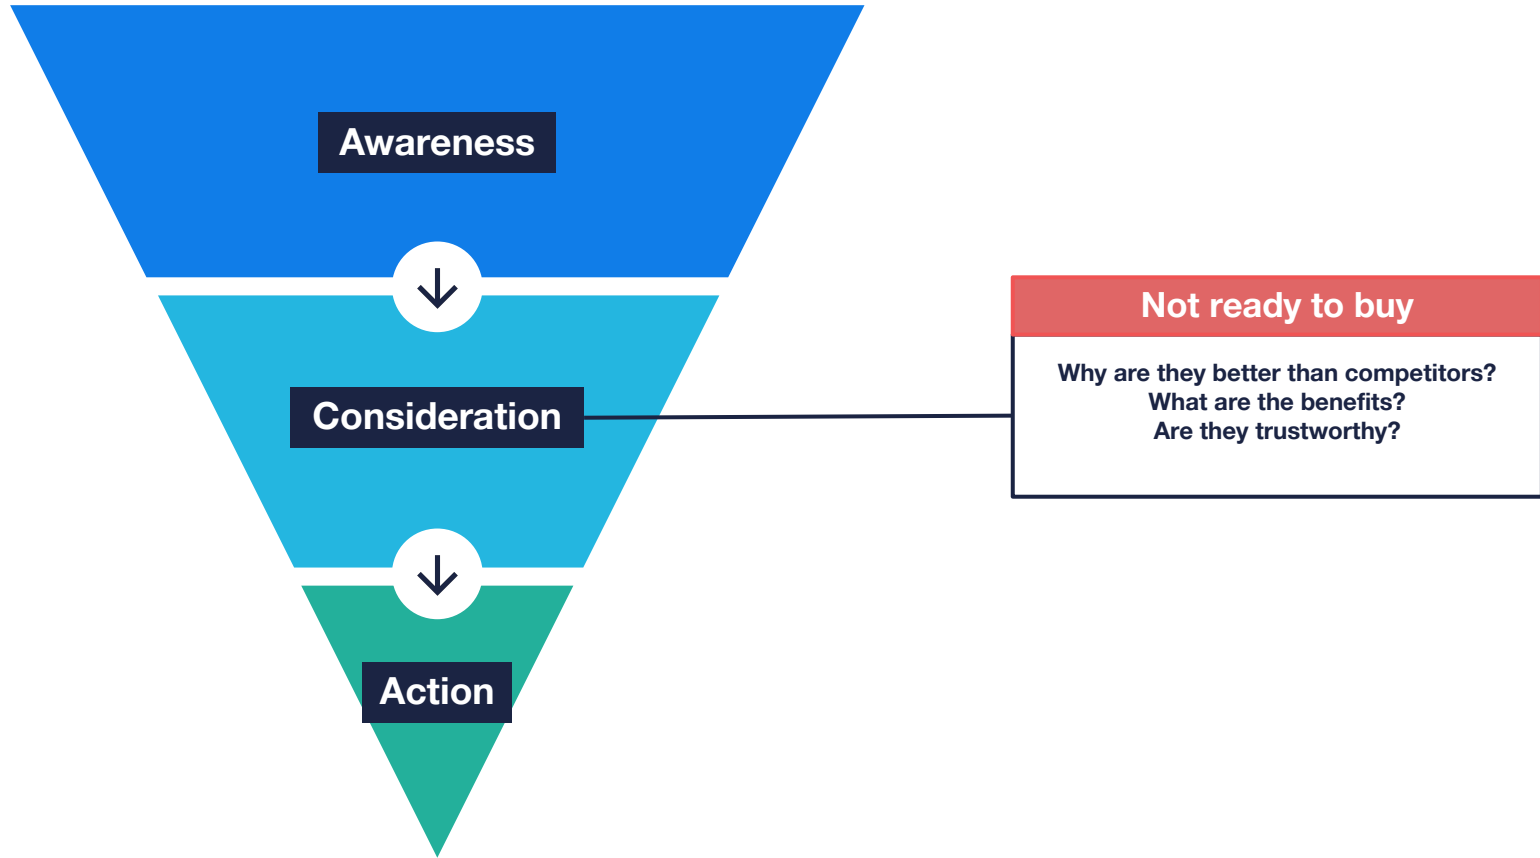 Awareness
Consideration
Action
Not ready to buy
Why are they better than competitors?
What are the benefits?
Are they trustworthy?